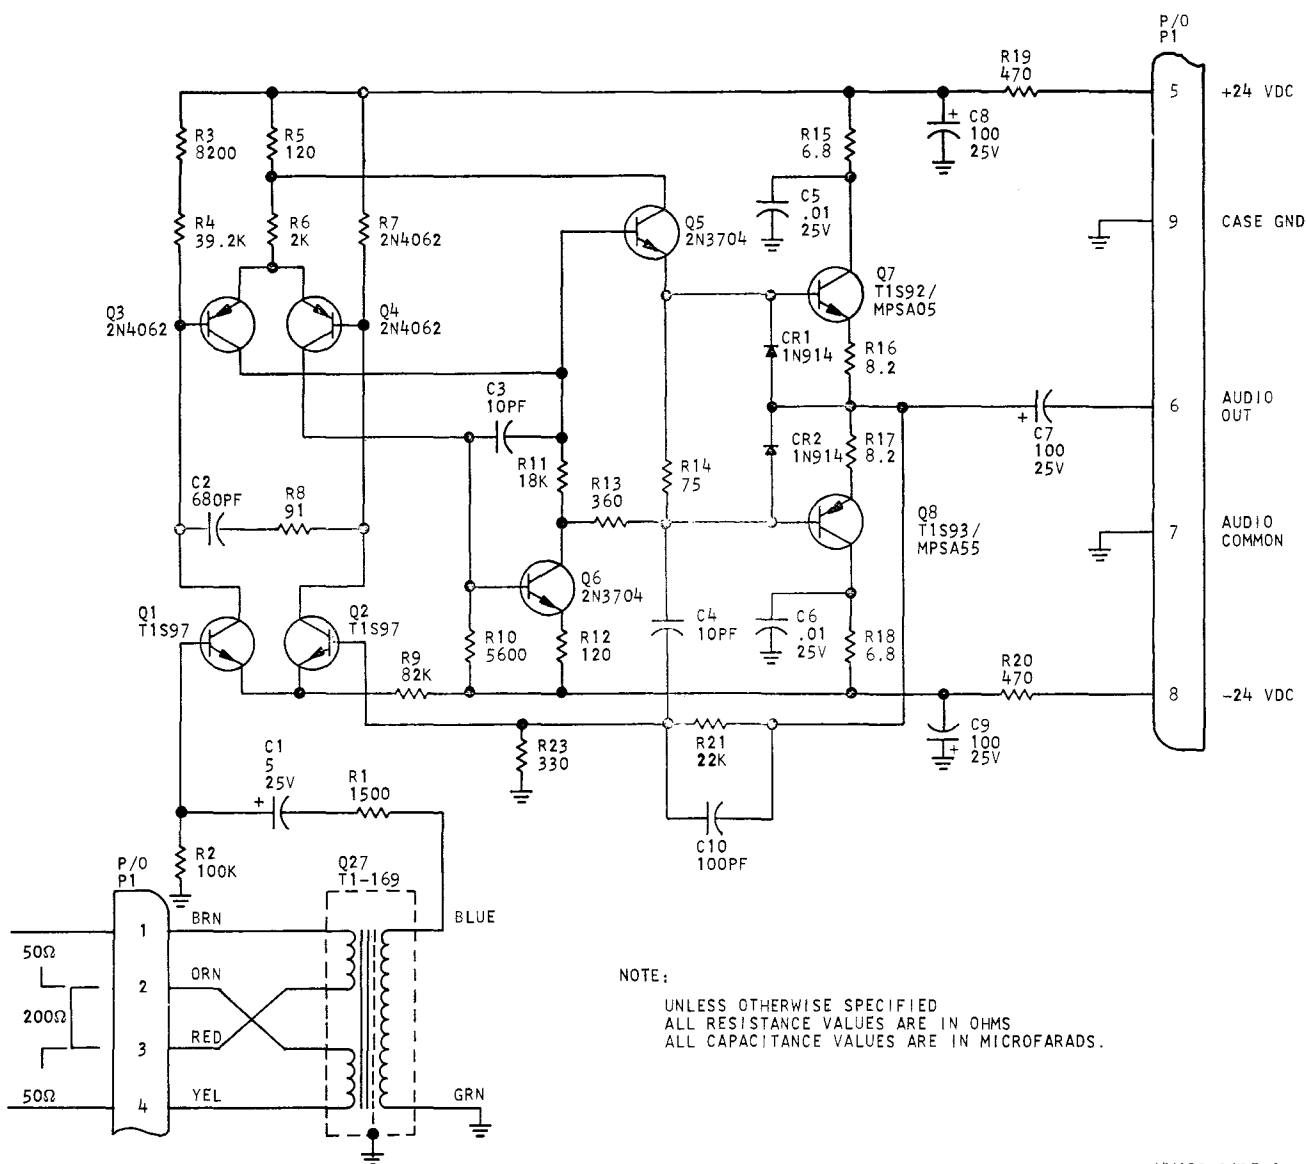 P/O
P1
R19
470
5
+24 VDC
+
C8
100
25V
R3
8200
R5
120
R15
6.8
R4
39.2K
R6
2K
R7
2N4062
C5
.01
25V
Q5
2N3704
9
CASE GND
Q3
2N4062
Q4
2N4062
Q7
T1S92/
MPSA05
CR1
1N914
R16
8.2
C3
10PF
6
AUDIO
OUT
+
C7
100
25V
R11
18K
R13
360
R14
75
CR2
1N914
R17
8.2
C2
680PF
R8
91
Q8
T1S93/
MPSA55
7
AUDIO
COMMON
Q6
2N3704
Q1
T1S97
Q2
T1S97
R10
5600
R12
120
C4
10PF
C6
.01
25V
R18
6.8
R9
82K
R20
470
8
-24 VDC
R23
330
R21
22K
C9
100
+
25V
C1
5
25V
+
R1
1500
C10
100PF
R2
100K
P/O
P1
Q27
T1-169
1
BRN
BLUE
50Ω
2
ORN
200Ω
3
RED
50Ω
4
YEL
GRN
NOTE:
UNLESS OTHERWISE SPECIFIED
ALL RESISTANCE VALUES ARE IN OHMS
ALL CAPACITANCE VALUES ARE IN MICROFARADS.